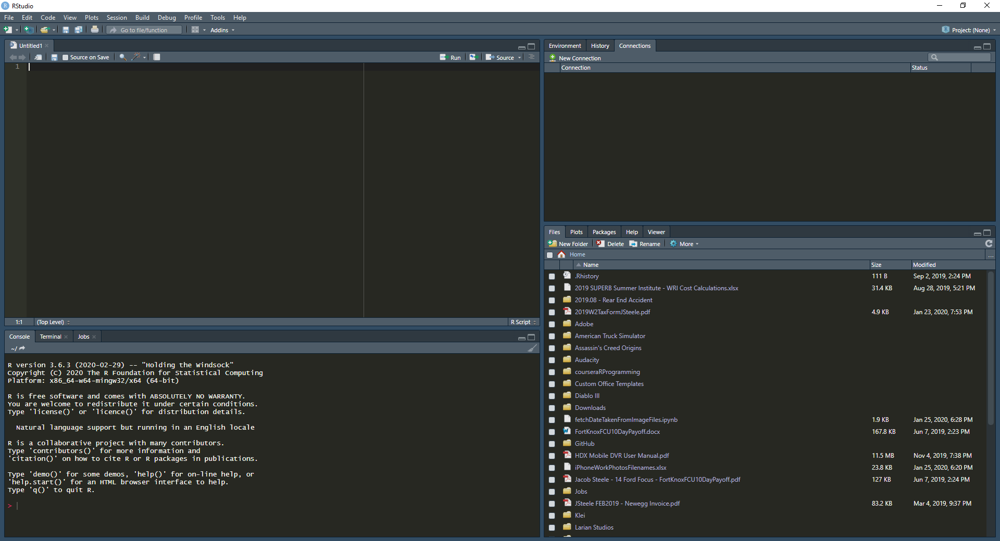 RStudio
File Edit Code View Plots Session Build Debug Profile Tools Help
Go to file/function Addins Project: (None)
Untitled1
Source on Save Run Source
1
1:1 (Top Level) R Script
Console Terminal Jobs
~/
R version 3.6.3 (2020-02-29) -- "Holding the Windsock"
Copyright (C) 2020 The R Foundation for Statistical Computing
Platform: x86_64-w64-mingw32/x64 (64-bit)
R is free software and comes with ABSOLUTELY NO WARRANTY.
You are welcome to redistribute it under certain conditions.
Type 'license()' or 'licence()' for distribution details.
Natural language support but running in an English locale
R is a collaborative project with many contributors.
Type 'contributors()' for more information and
'citation()' on how to cite R or R packages in publications.
Type 'demo()' for some demos, 'help()' for on-line help, or
'help.start()' for an HTML browser interface to help.
Type 'q()' to quit R.
>
Environment History Connections
New Connection
Connection Status
Files Plots Packages Help Viewer
New Folder Delete Rename More
Home ...
Name Size Modified
.Rhistory 111 B Sep 2, 2019, 2:24 PM
2019 SUPERB Summer Institute - WRI Cost Calculations.xlsx 31.4 KB Aug 28, 2019, 5:21 PM
2019.08 - Rear End Accident
2019W2TaxFormJSteele.pdf 4.9 KB Jan 23, 2020, 7:53 PM
Adobe
American Truck Simulator
Assassin's Creed Origins
Audacity
courseraRProgramming
Custom Office Templates
Diablo III
Downloads
fetchDateTakenFromImageFiles.ipynb 1.9 KB Jan 25, 2020, 6:28 PM
FortKnoxFCU10DayPayoff.docx 167.8 KB Jun 7, 2019, 2:23 PM
GitHub
HDX Mobile DVR User Manual.pdf 11.5 MB Nov 4, 2019, 7:38 PM
iPhoneWorkPhotosFilenames.xlsx 23.8 KB Jan 25, 2020, 6:20 PM
Jacob Steele - 14 Ford Focus - FortKnoxFCU10DayPayoff.pdf 127 KB Jun 7, 2019, 2:24 PM
Jobs
JSteele FEB2019 - Newegg Invoice.pdf 83.2 KB Mar 4, 2019, 9:37 PM
Klei
Larian Studios